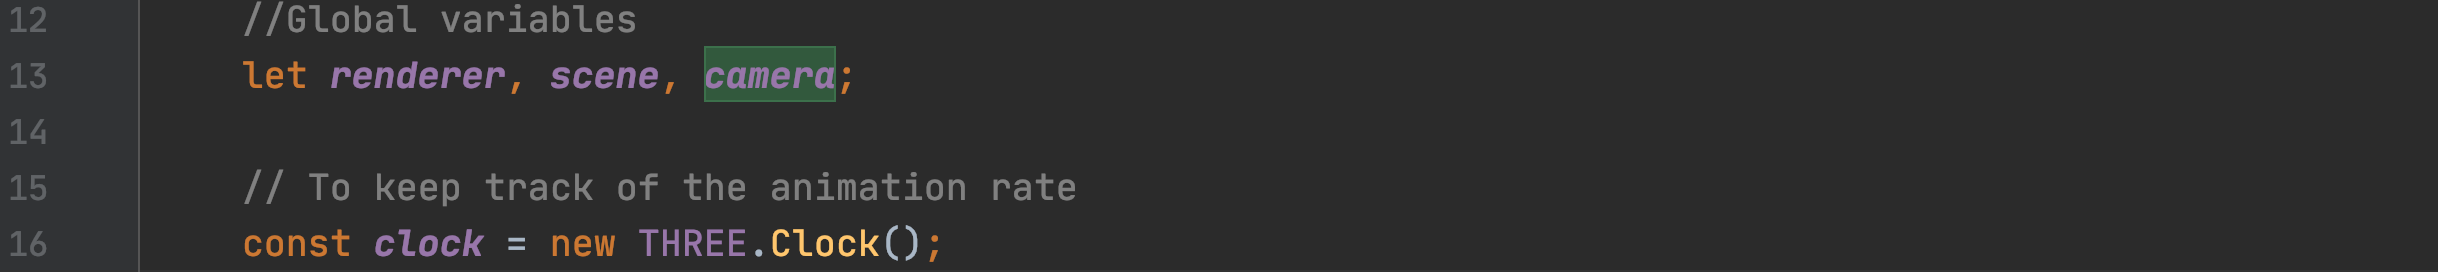 12 //Global variables
13 let renderer, scene, camera;
14
15 // To keep track of the animation rate
16 const clock = new THREE.Clock();